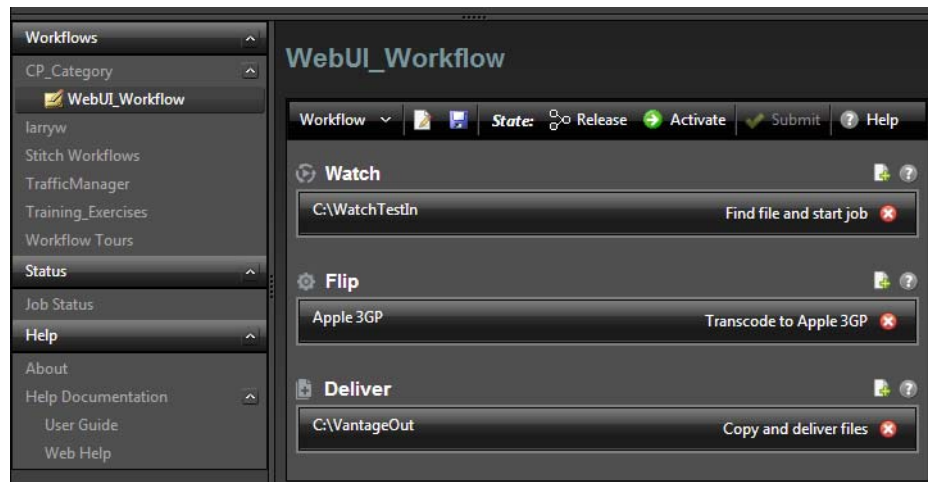 Workflows
CP_Category
WebUI_Workflow
larryw
Stitch Workflows
TrafficManager
Training_Exercises
Workflow Tours
Status
Job Status
Help
About
Help Documentation
User Guide
Web Help
WebUI_Workflow
Workflow State: Release Activate Submit ? Help
Watch ?
C:\WatchTestIn Find file and start job
Flip ?
Apple 3GP Transcode to Apple 3GP
Deliver ?
C:\VantageOut Copy and deliver files